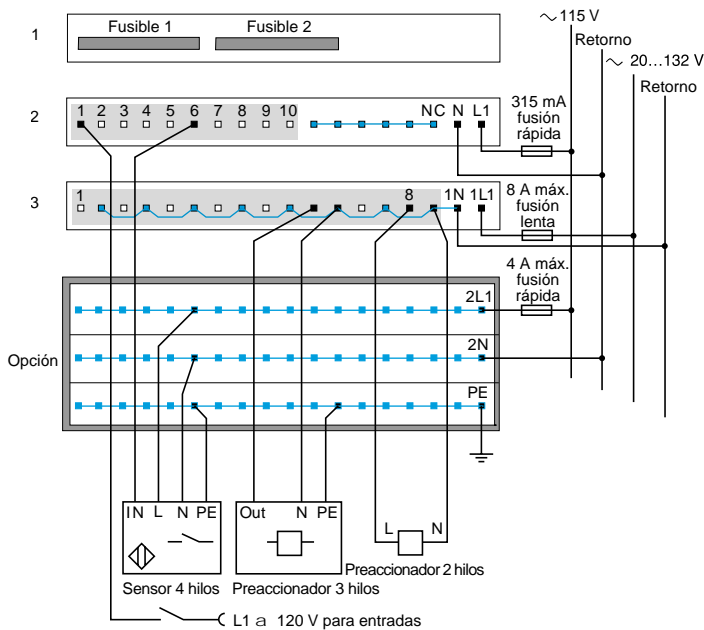 1 Fusible 1 Fusible 2
∼ 115 V
Retorno
∼ 20...132 V
Retorno
2 1 2 3 4 5 6 7 8 9 10 NC N L1
315 mA
fusión
rápida
3 1 8 1N 1L1
8 A máx.
fusión
lenta
4 A máx.
fusión
rápida
2L1
Opción
2N
PE
IN L N PE
Out N PE
L N
Sensor 4 hilos
Preaccionador 3 hilos
Preaccionador 2 hilos
L1 a 120 V para entradas